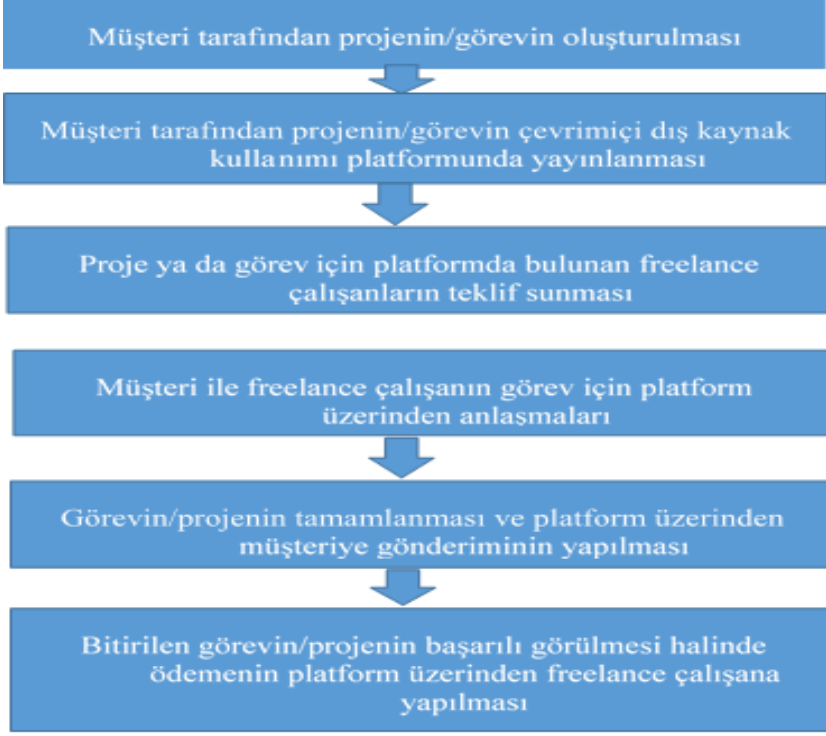 Müşteri tarafından projenin/görevin oluşturulması
Müşteri tarafından projenin/görevin çevrimiçi dış kaynak
kullanımı platformunda yayınlanması
Proje ya da görev için platformda bulunan freelance
çalışanların teklif sunması
Müşteri ile freelance çalışanın görev için platform
üzerinden anlaşmaları
Görevin/projenin tamamlanması ve platform üzerinden
müşteriye gönderiminin yapılması
Bitirilen görevin/projenin başarılı görülmesi halinde
ödemenin platform üzerinden freelance çalışana
yapılması